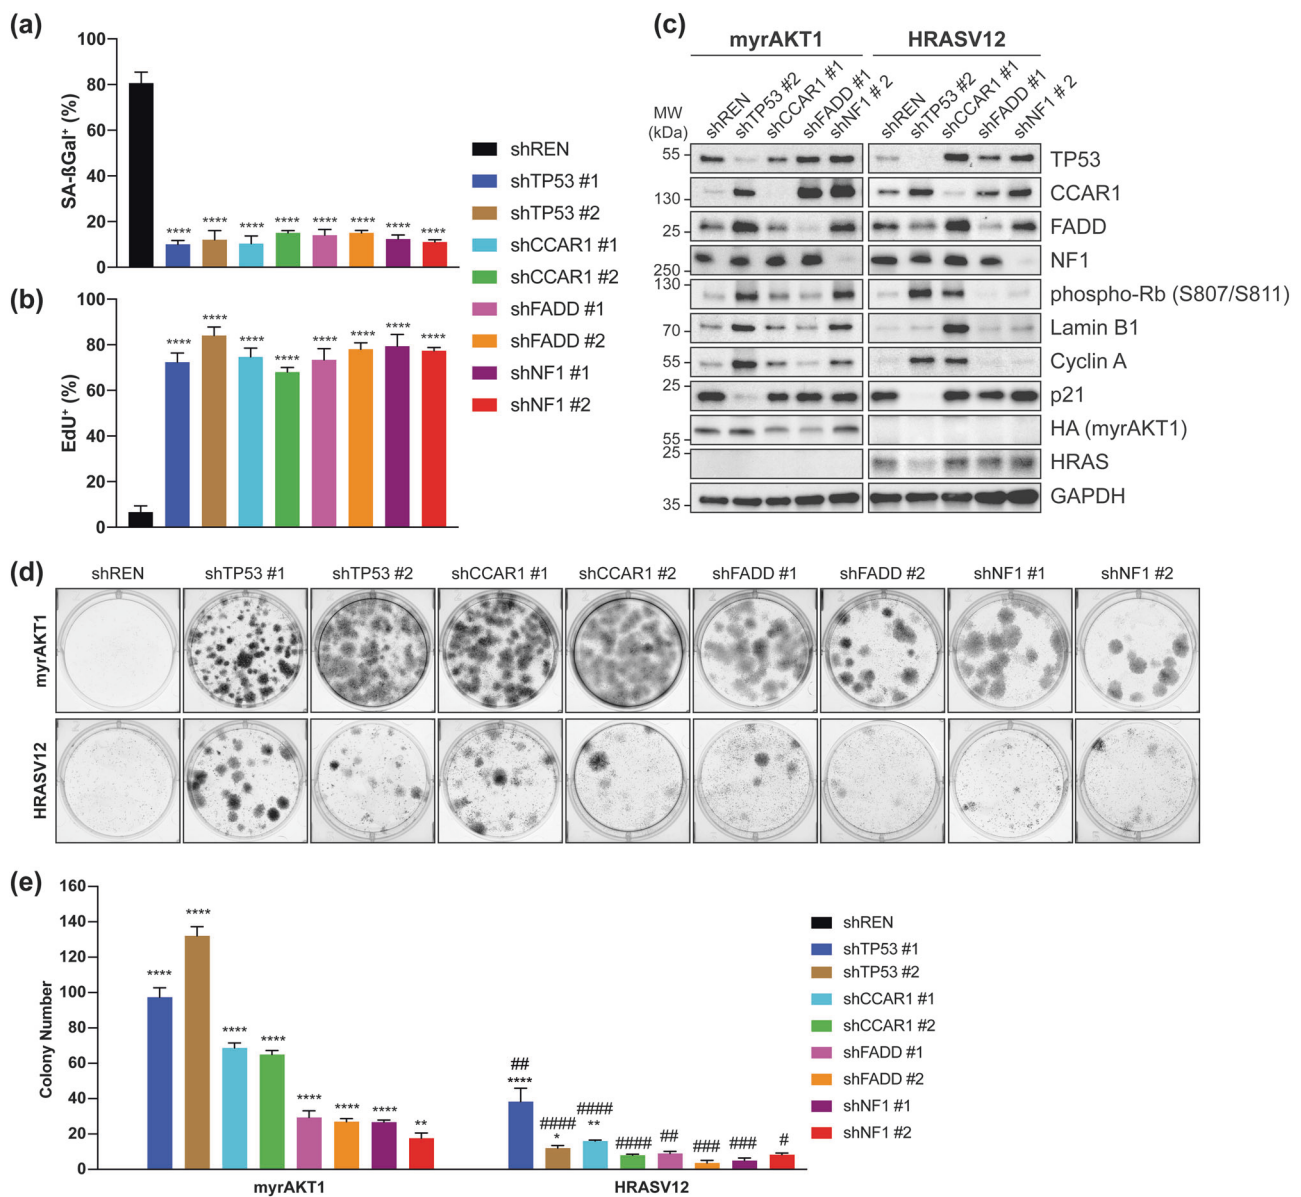 (a)
100
80
60
40
20
0
SA-ßGal⁺ (%)
****
****
****
****
****
****
****
****
(b)
100
80
60
40
20
0
EdU⁺ (%)
****
****
****
****
****
****
****
****
shREN
shTP53 #1
shTP53 #2
shCCAR1 #1
shCCAR1 #2
shFADD #1
shFADD #2
shNF1 #1
shNF1 #2
(c)
myrAKT1 HRASV12
MW
(kDa)
shREN shTP53 #2 shCCAR1 #1 shFADD #1 shNF1 # 2 shREN shTP53 #2 shCCAR1 #1 shFADD #1 shNF1 # 2
55 TP53
130 CCAR1
25 FADD
250 NF1
130 phospho-Rb (S807/S811)
70 Lamin B1
55 Cyclin A
25 p21
55 HA (myrAKT1)
25 HRAS
35 GAPDH
(d)
shREN shTP53 #1 shTP53 #2 shCCAR1 #1 shCCAR1 #2 shFADD #1 shFADD #2 shNF1 #1 shNF1 #2
myrAKT1
HRASV12
(e)
160
140
120
100
80
60
40
20
0
Colony Number
****
****
****
****
****
****
****
**
##
****
####
*
####
**
####
##
###
###
#
myrAKT1 HRASV12
shREN
shTP53 #1
shTP53 #2
shCCAR1 #1
shCCAR1 #2
shFADD #1
shFADD #2
shNF1 #1
shNF1 #2